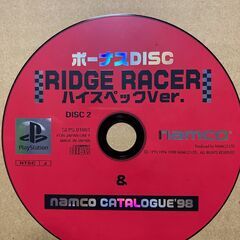 ボーナスDISC
RIDGE RACER
ハイスペックVer.
DISC 2
namco
PlayStation
NTSC J
&
namco CATALOGUE'98